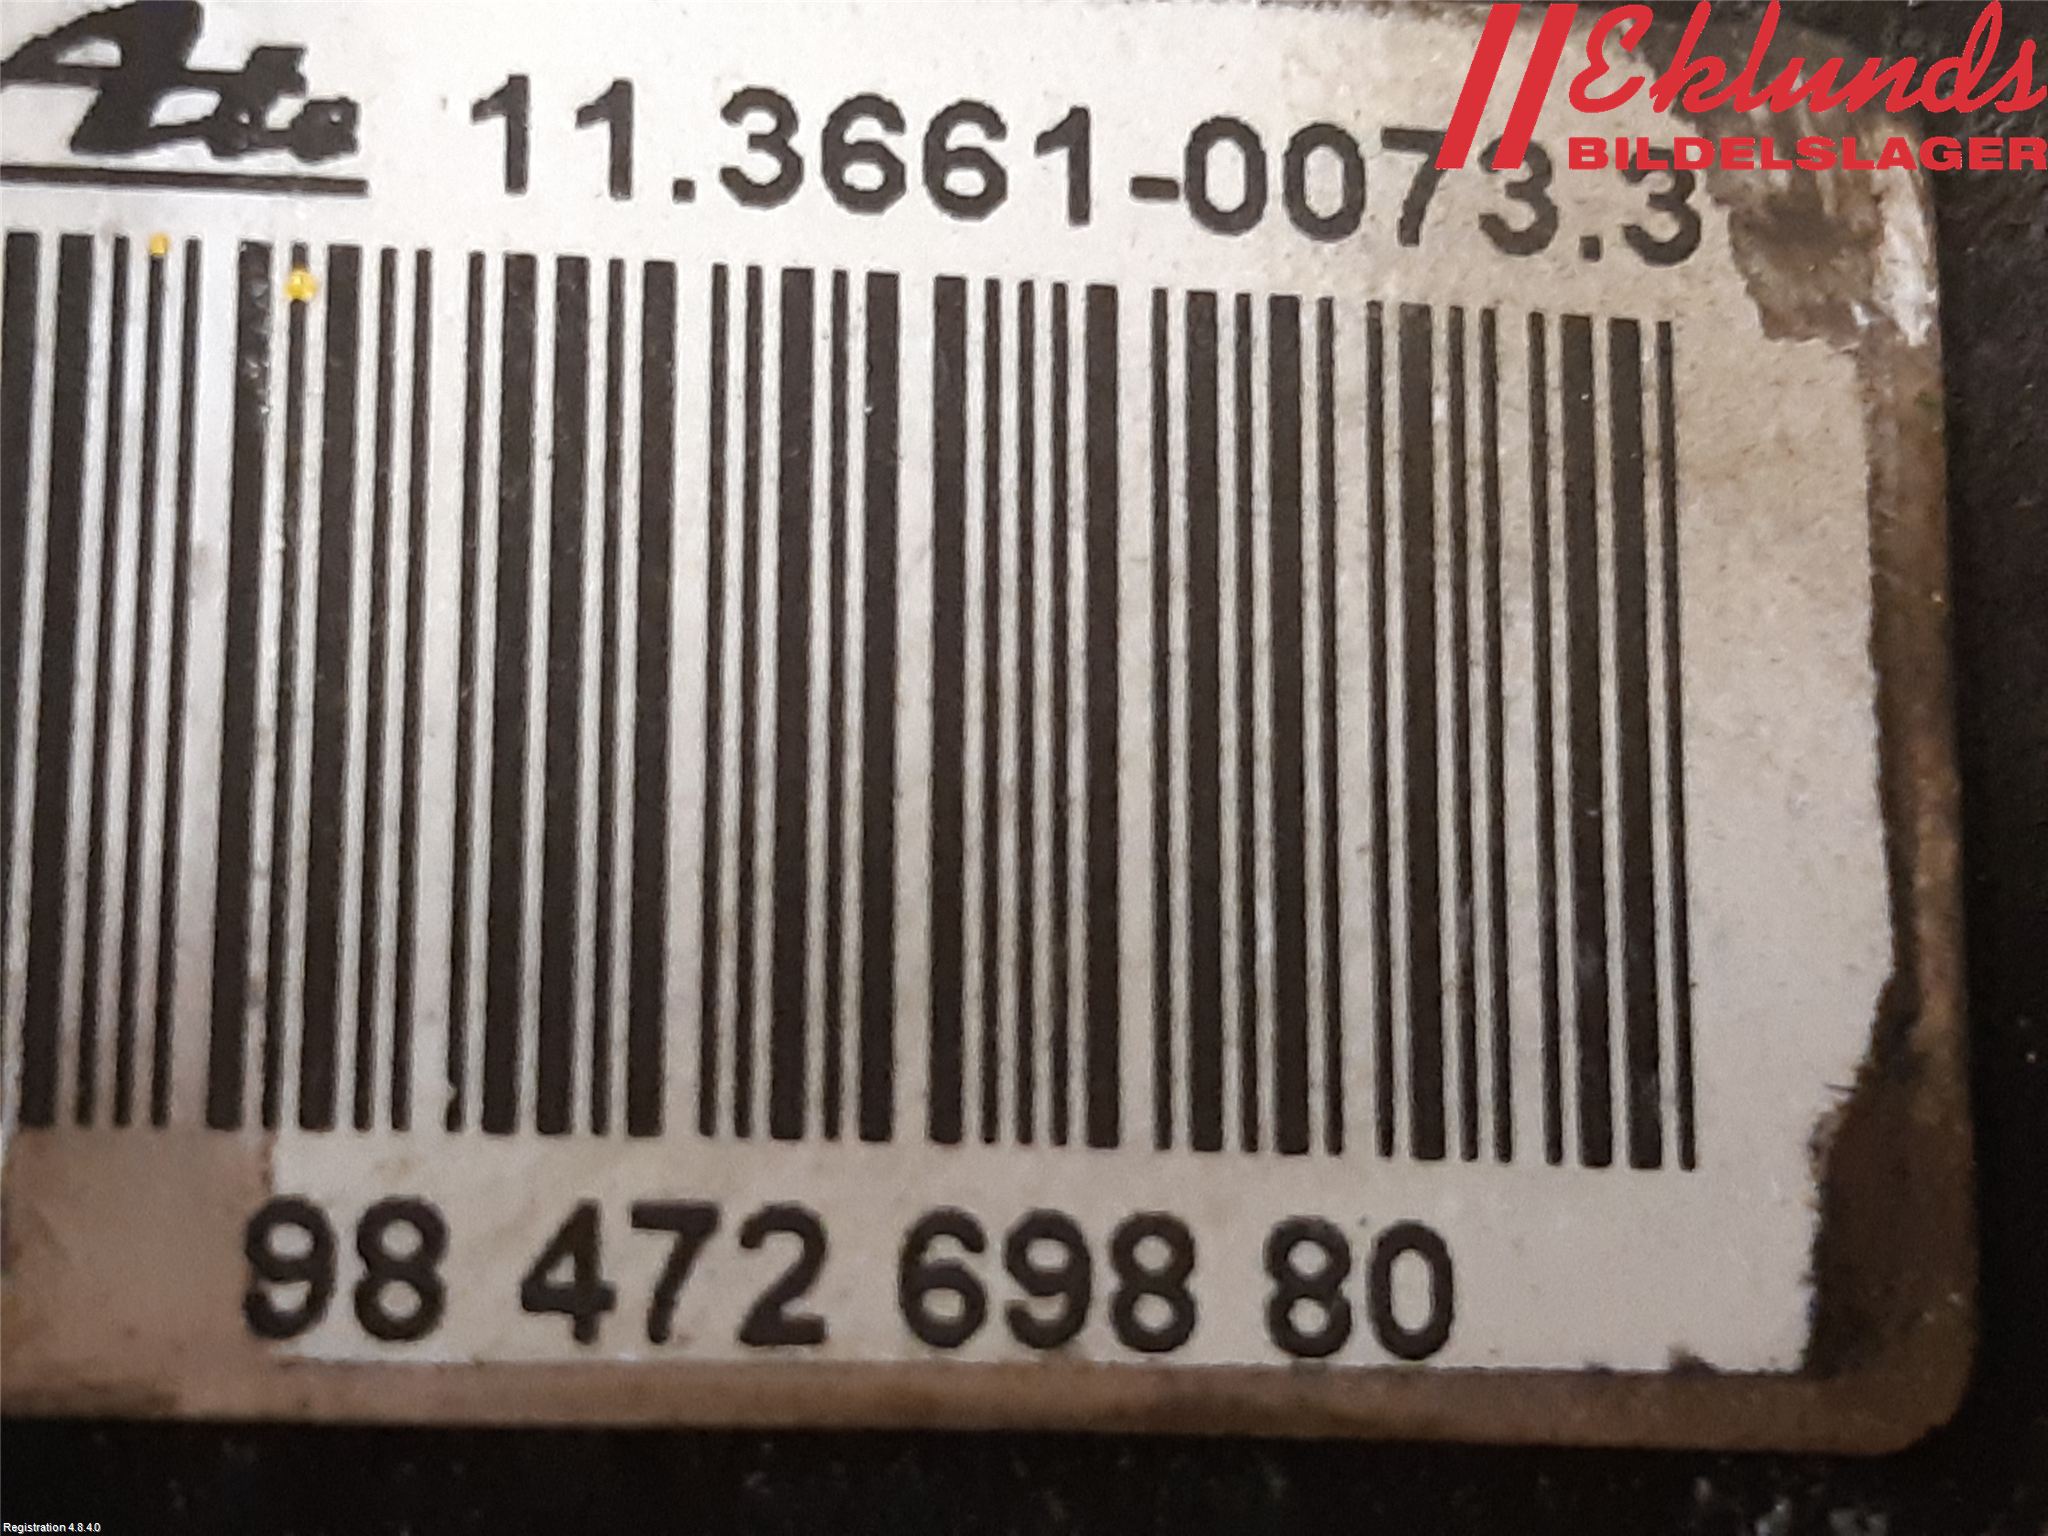 Ate 11.3661-0073.3
Eklunds
BILDELSLAGER
98 472 698 80
Registration 4.8.4.0